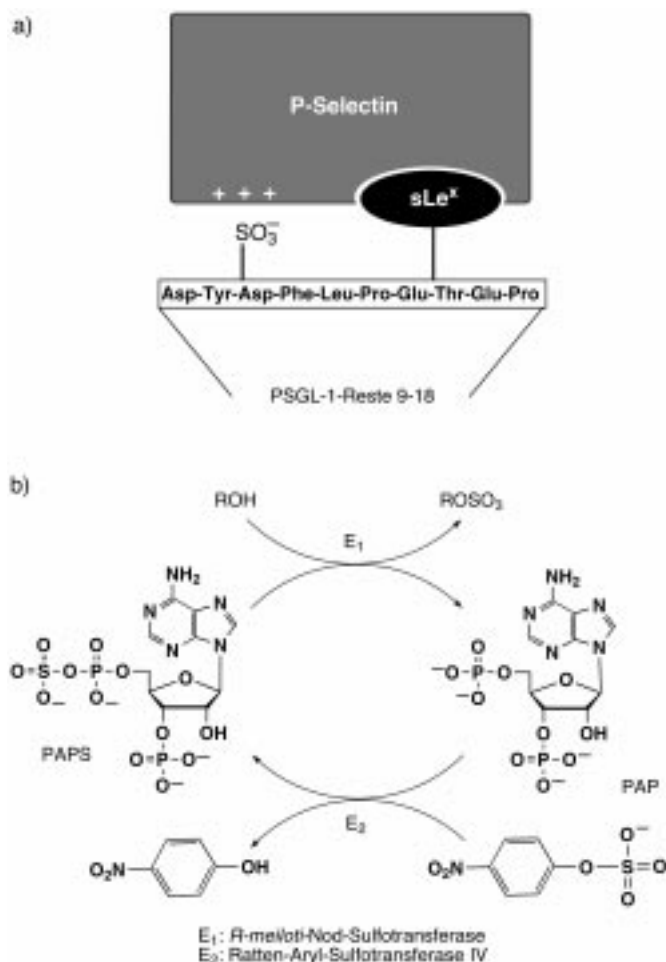 a)
P-Selectin
+ + +
sLeˣ
SO₃⁻
Asp-Tyr-Asp-Phe-Leu-Pro-Glu-Thr-Glu-Pro
PSGL-1-Reste 9-18
b)
ROH
ROSO₃
E₁
NH₂
N
N
N
N
O
O
O=S-O-P-O
O⁻
O⁻
O
O
OH
O=P-O⁻
O⁻
PAPS
NH₂
N
N
N
N
O
⁻O-P-O
O⁻
O
O
OH
O=P-O⁻
O⁻
PAP
E₂
O₂N
OH
O₂N
O⁻
O-S=O
O
E₁: R-meiloti-Nod-Sulfotransferase
E₂: Ratten-Aryl-Sulfotransferase IV